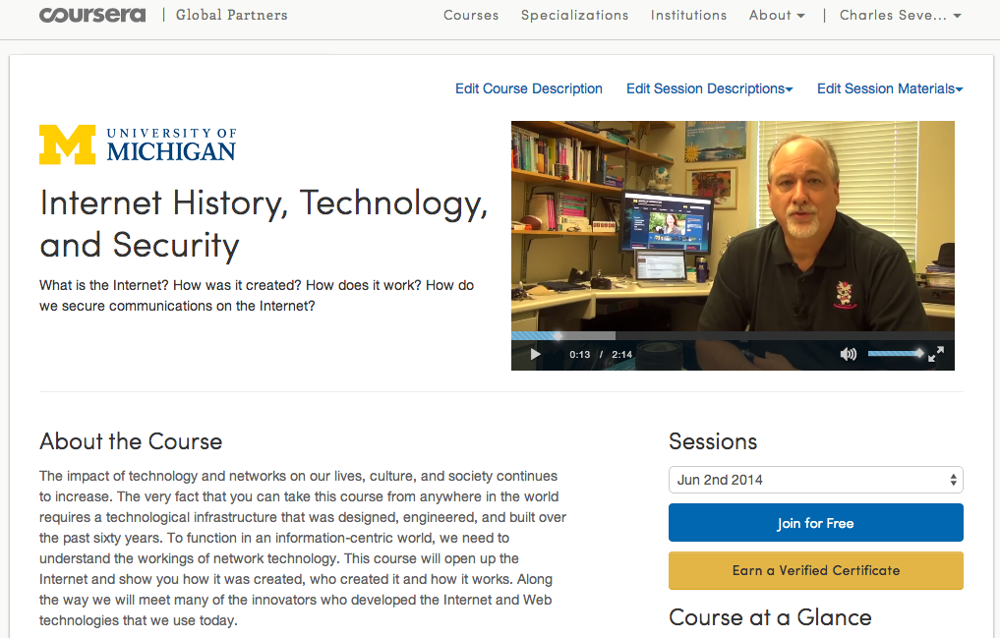 coursera | Global Partners
Courses Specializations Institutions About | Charles Seve...
Edit Course Description Edit Session Descriptions Edit Session Materials
M UNIVERSITY OF
MICHIGAN
Internet History, Technology,
and Security
What is the Internet? How was it created? How does it work? How do
we secure communications on the Internet?
0:13 / 2:14
About the Course
The impact of technology and networks on our lives, culture, and society continues
to increase. The very fact that you can take this course from anywhere in the world
requires a technological infrastructure that was designed, engineered, and built over
the past sixty years. To function in an information-centric world, we need to
understand the workings of network technology. This course will open up the
Internet and show you how it was created, who created it and how it works. Along
the way we will meet many of the innovators who developed the Internet and Web
technologies that we use today.
Sessions
Jun 2nd 2014
Join for Free
Earn a Verified Certificate
Course at a Glance